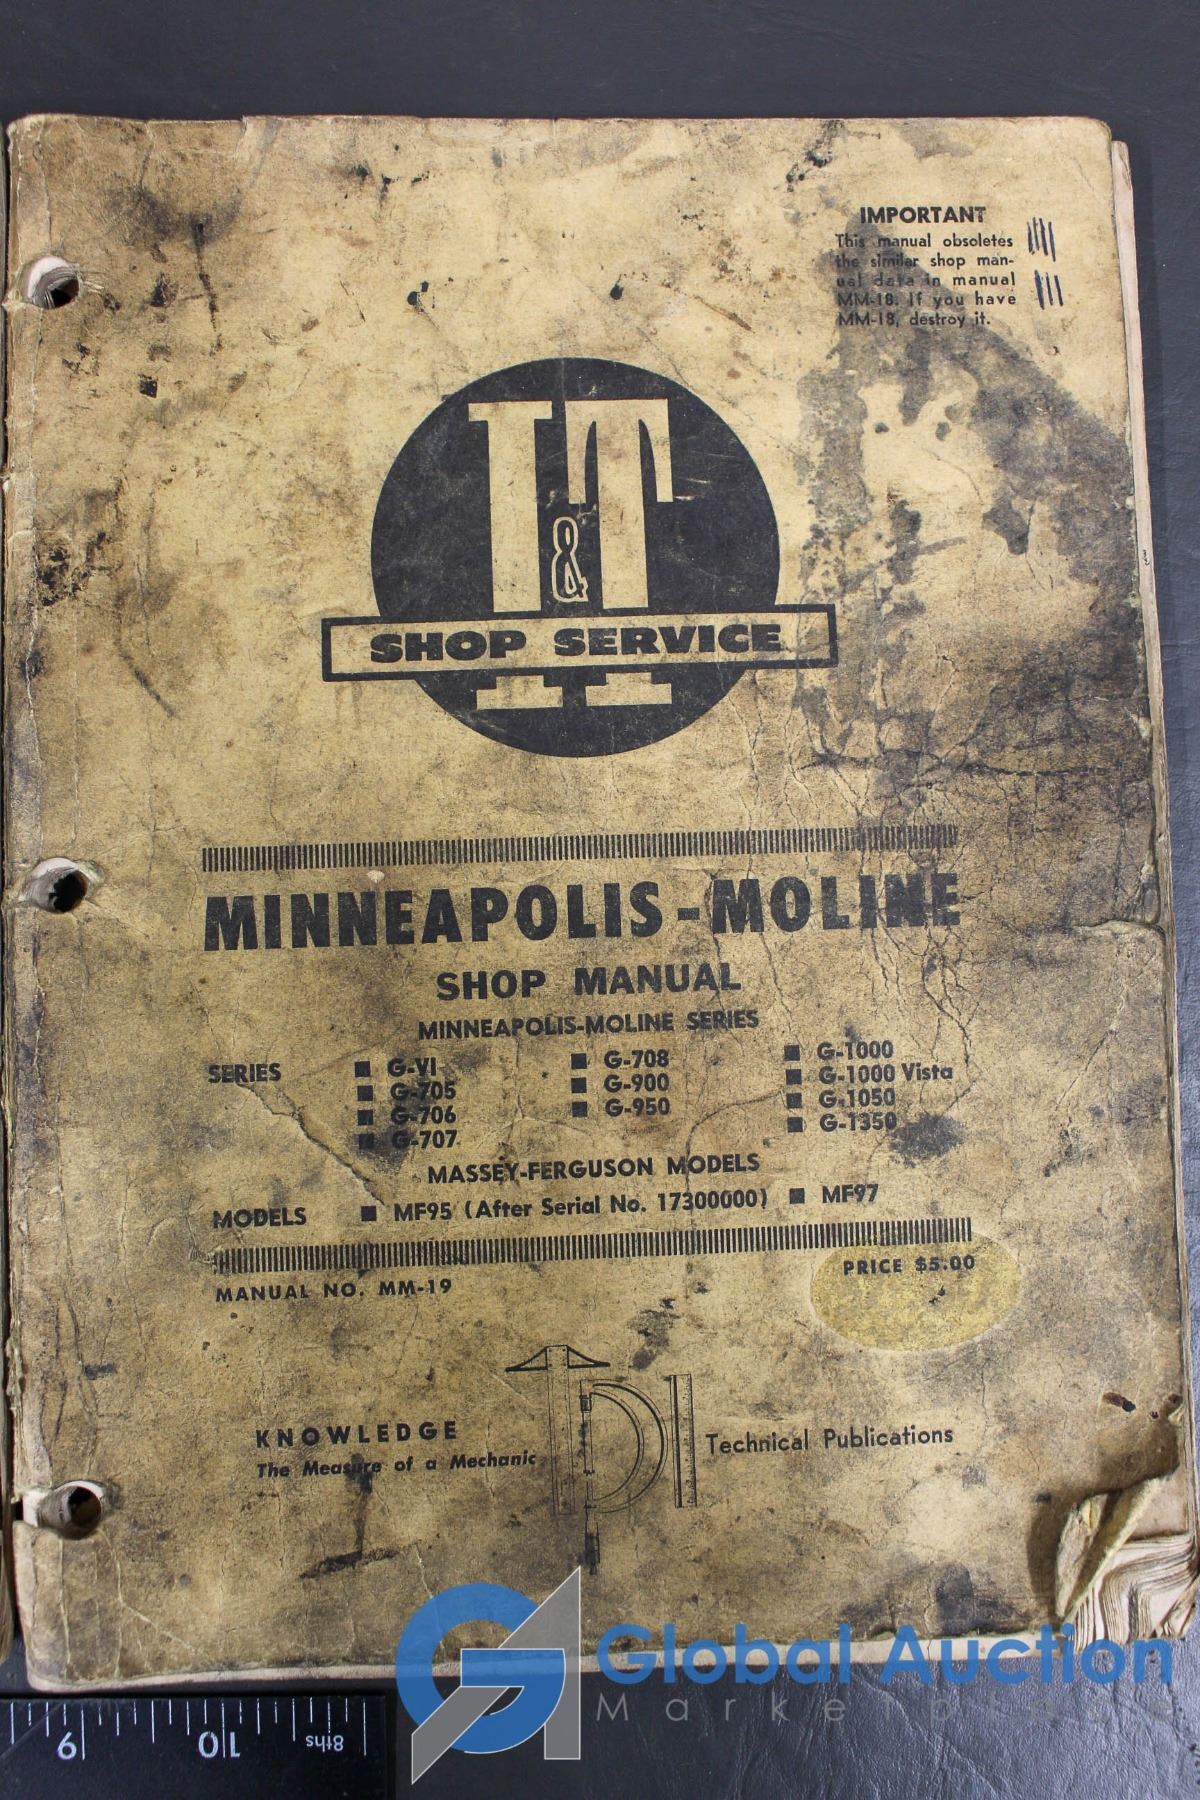 IMPORTANT
This manual obsoletes
the similar shop man-
ual data in manual
MM-18. If you have
MM-18, destroy it.
I&T
SHOP SERVICE
MINNEAPOLIS-MOLINE
SHOP MANUAL
MINNEAPOLIS-MOLINE SERIES
SERIES ■ G-VI ■ G-708 ■ G-1000
■ G-705 ■ G-900 ■ G-1000 Vista
■ G-706 ■ G-950 ■ G-1050
■ G-707 ■ G-1350
MASSEY-FERGUSON MODELS
MODELS ■ MF95 (After Serial No. 17300000) ■ MF97
MANUAL NO. MM-19 PRICE $5.00
KNOWLEDGE
The Measure of a Mechanic
TPI
Technical Publications
GA Global Auction
Marketplace
9 10 8ths